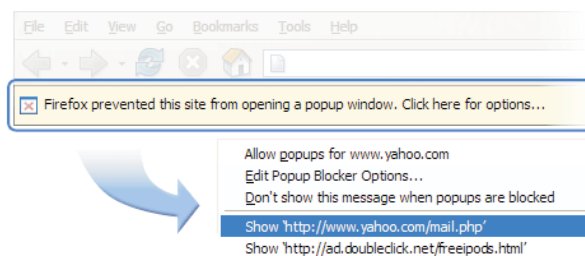 File Edit View Go Bookmarks Tools Help
Firefox prevented this site from opening a popup window. Click here for options...
Allow popups for www.yahoo.com
Edit Popup Blocker Options...
Don't show this message when popups are blocked
Show 'http://www.yahoo.com/mail.php'
Show 'http://ad.doubleclick.net/freeipods.html'